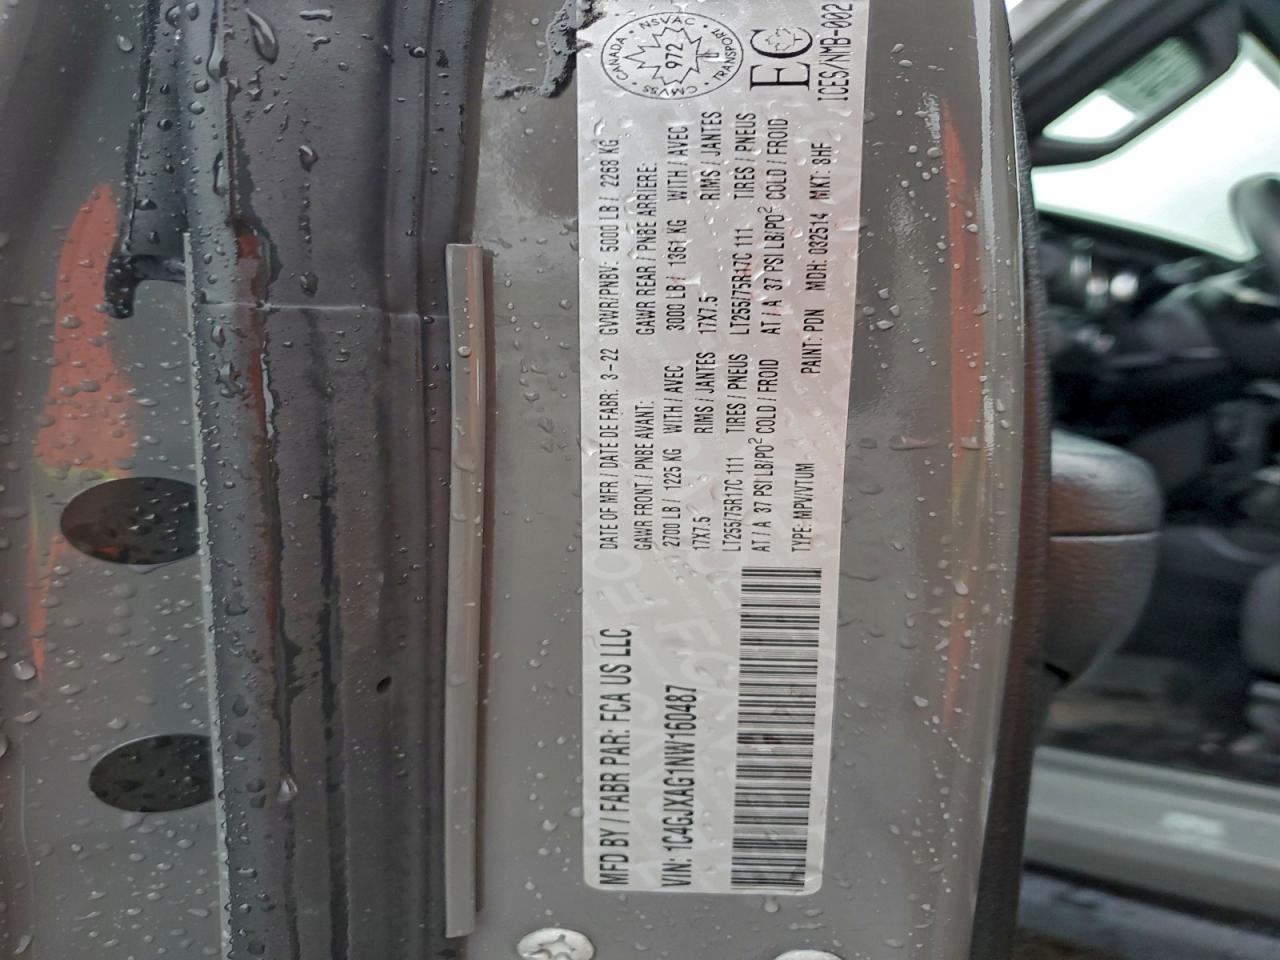 MFD BY / FABR PAR: FCA US LLC
DATE OF MFR / DATE DE FABR: 3-22 GVWR/PNBV: 5000 LB / 2268 KG
GAWR FRONT / PNBE AVANT: GAWR REAR / PNBE ARRIERE:
2700 LB / 1225 KG WITH / AVEC 3000 LB / 1361 KG WITH / AVEC
17X7.5 RIMS / JANTES 17X7.5 RIMS / JANTES
LT255/75R17C 111 TIRES / PNEUS LT255/75R17C 111 TIRES / PNEUS
AT / A 37 PSI LB/PO² COLD / FROID AT / A 37 PSI LB/PO² COLD / FROID
VIN: 1C4GJXAG1NW160487
TYPE: MPV/VTUM
PAINT: PDN MDH: 032514 MKT: 8HF
CANADA NSVAC TRANSPORT CMVSS
972
EC
ICES/NMB-002